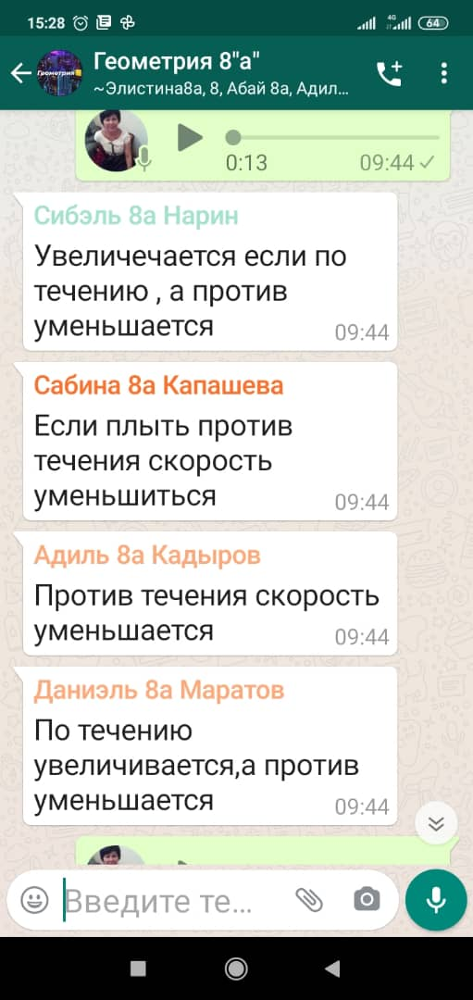 15:28
4G
64
Геометрия 8"а"
~Элистина8а, 8, Абай 8а, Адил...
Геометрия
0:13
09:44
Сибэль 8а Нарин
Увеличечается если по
течению , а против
уменьшается
09:44
Сабина 8а Капашева
Если плыть против
течения скорость
уменьшиться
09:44
Адиль 8а Кадыров
Против течения скорость
уменьшается
09:44
Даниэль 8а Маратов
По течению
увеличивается,а против
уменьшается
09:44
Введите те...